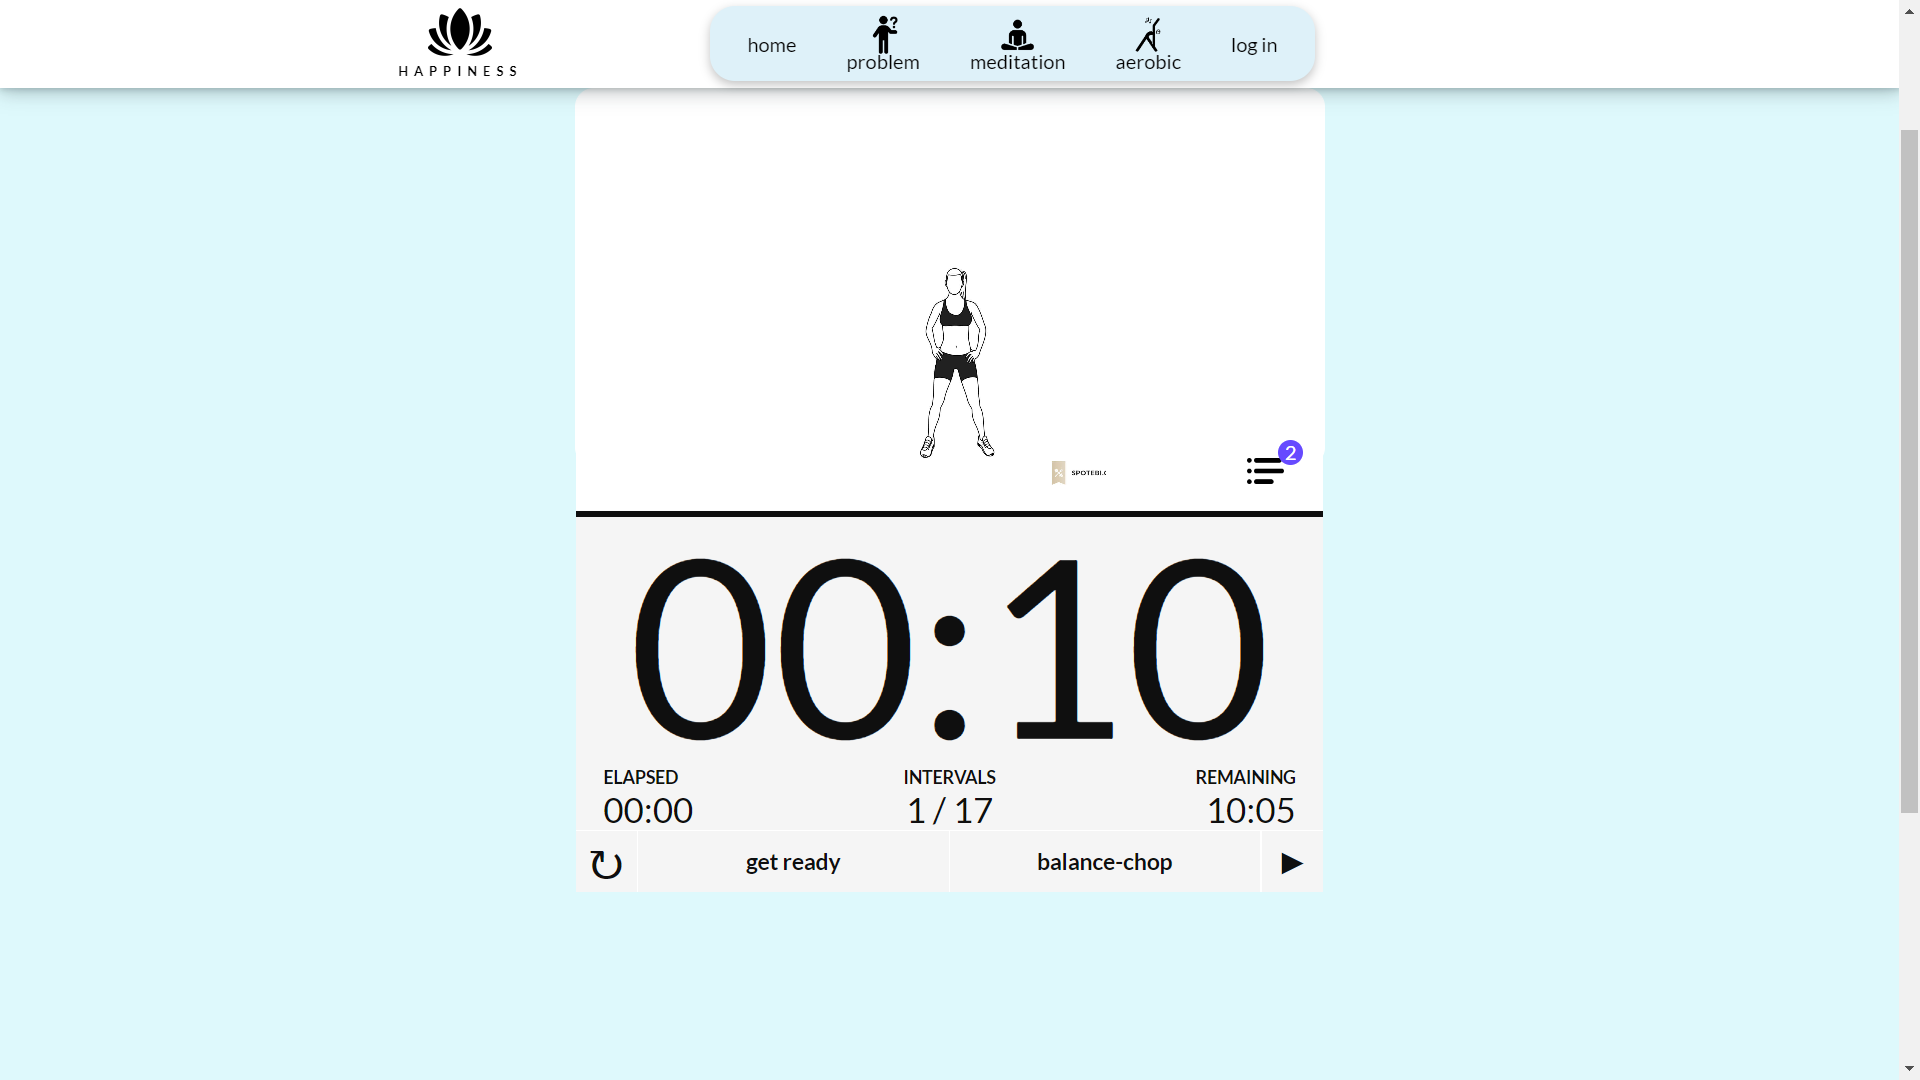 HAPPINESS
home
problem
meditation
aerobic
log in
SPOTEBI.C
2
00:10
ELAPSED
INTERVALS
REMAINING
00:00
1 / 17
10:05
get ready
balance-chop